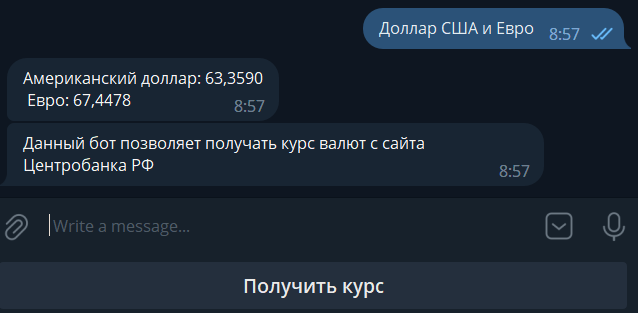 Доллар США и Евро 8:57
Американский доллар: 63,3590
Евро: 67,4478 8:57
Данный бот позволяет получать курс валют с сайта
Центробанка РФ 8:57
Write a message...
Получить курс